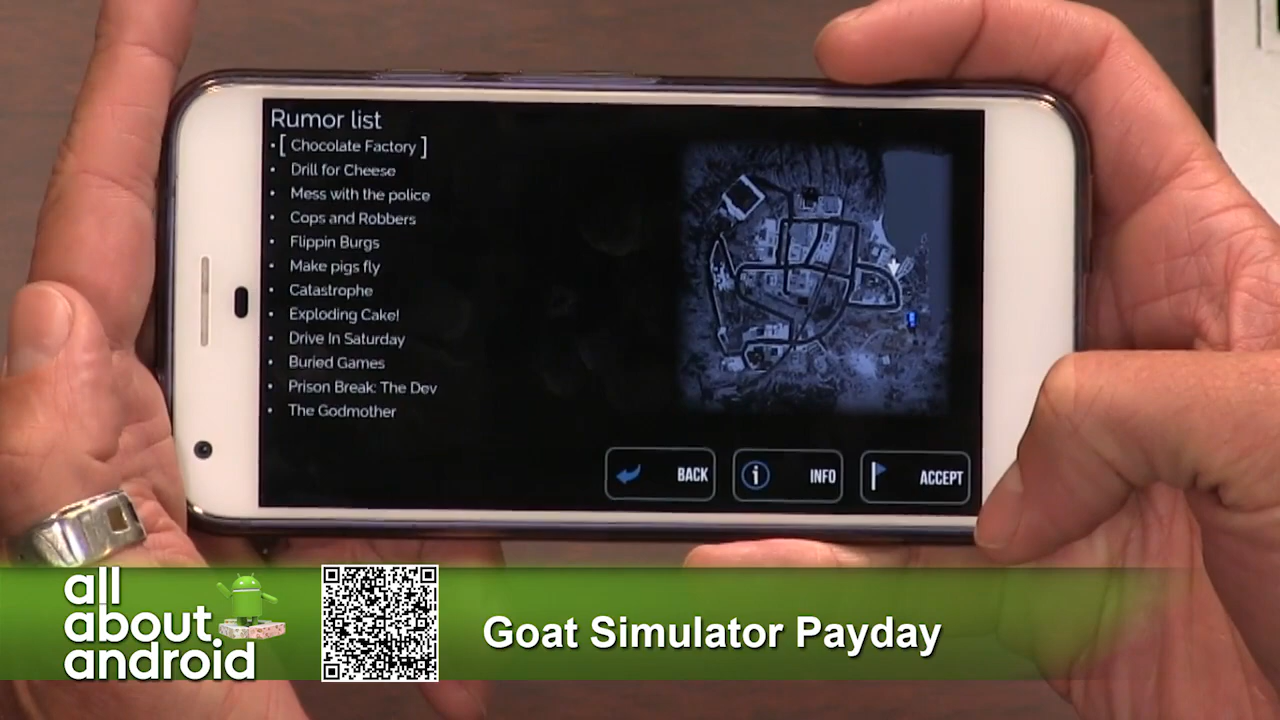 Rumor list
• [ Chocolate Factory ]
• Drill for Cheese
• Mess with the police
• Cops and Robbers
• Flippin Burgs
• Make pigs fly
• Catastrophe
• Exploding Cake!
• Drive In Saturday
• Buried Games
• Prison Break: The Dev
• The Godmother
BACK
INFO
ACCEPT
all
about
android
Goat Simulator Payday